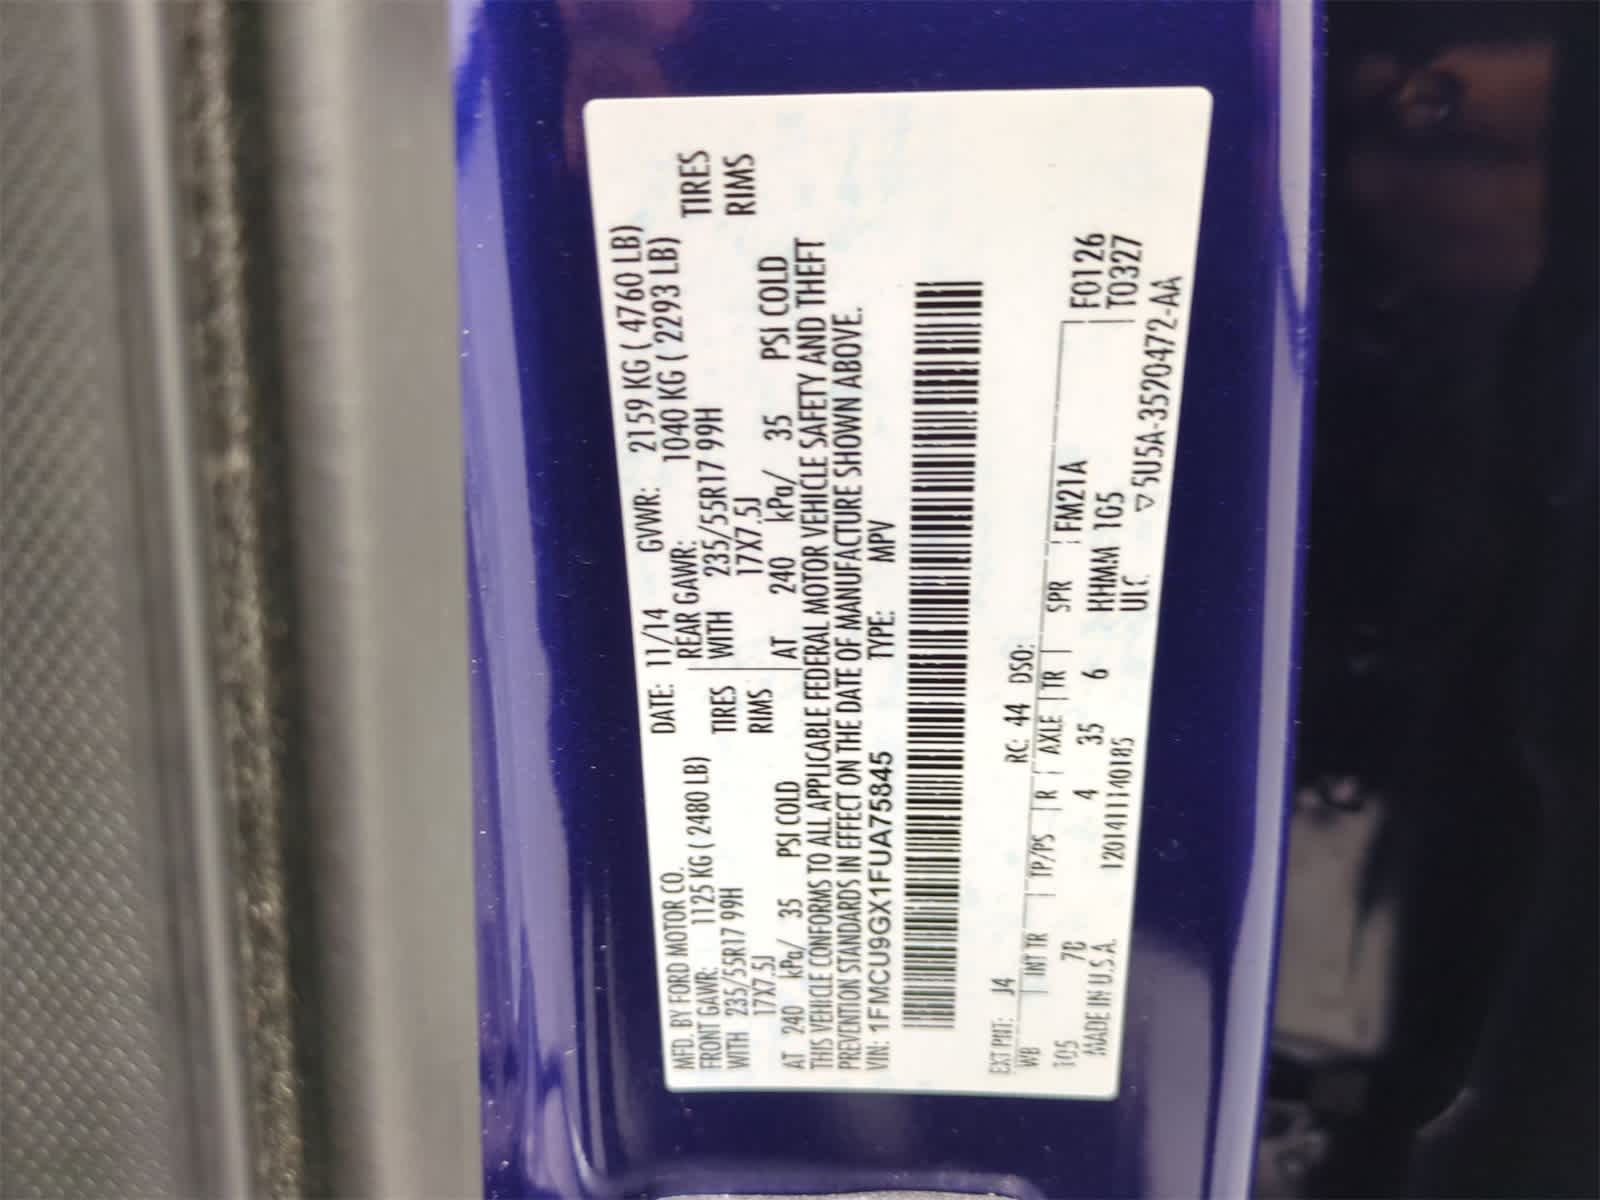 MFD. BY FORD MOTOR CO. DATE: 11/14 GVWR: 2159 KG ( 4760 LB)
FRONT GAWR: 1125 KG ( 2480 LB) REAR GAWR: 1040 KG ( 2293 LB)
WITH 235/55R17 99H TIRES WITH 235/55R17 99H TIRES
17X7.5J RIMS 17X7.5J RIMS
AT 240 kPa/ 35 PSI COLD AT 240 kPa/ 35 PSI COLD
THIS VEHICLE CONFORMS TO ALL APPLICABLE FEDERAL MOTOR VEHICLE SAFETY AND THEFT
PREVENTION STANDARDS IN EFFECT ON THE DATE OF MANUFACTURE SHOWN ABOVE.
VIN: 1FMCU9GX1FUA75845 TYPE: MPV
EXT PNT: J4 RC: 44 DSO:
WB INT TR TP/PS R AXLE TR SPR FM21A F0126
105 7B 4 35 6 HHMM 105 T0327
MADE IN U.S.A. 1201411140185 UIC ▽5U5A-3520472-AA